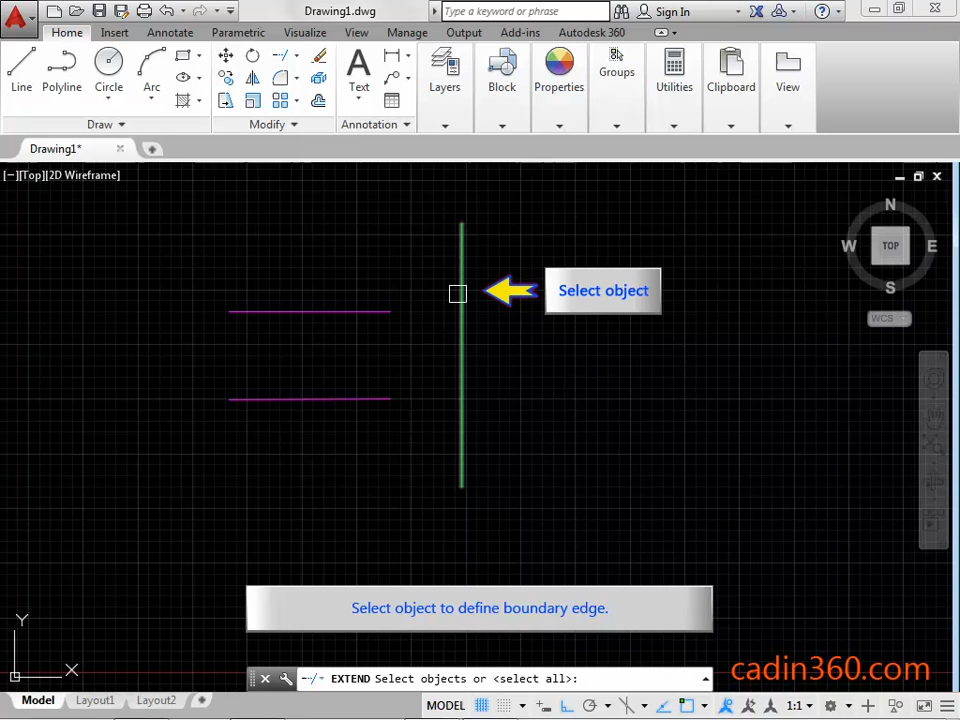 Drawing1.dwg
Type a keyword or phrase
Sign In
Home Insert Annotate Parametric Visualize View Manage Output Add-ins Autodesk 360
Line Polyline Circle Arc Text Layers Block Properties Groups Utilities Clipboard View
Draw Modify Annotation
Drawing1*
[−][Top][2D Wireframe]
N
W TOP E
S
WCS
Select object
Select object to define boundary edge.
Y
X
EXTEND Select objects or <select all>:
cadin360.com
Model Layout1 Layout2 MODEL 1:1